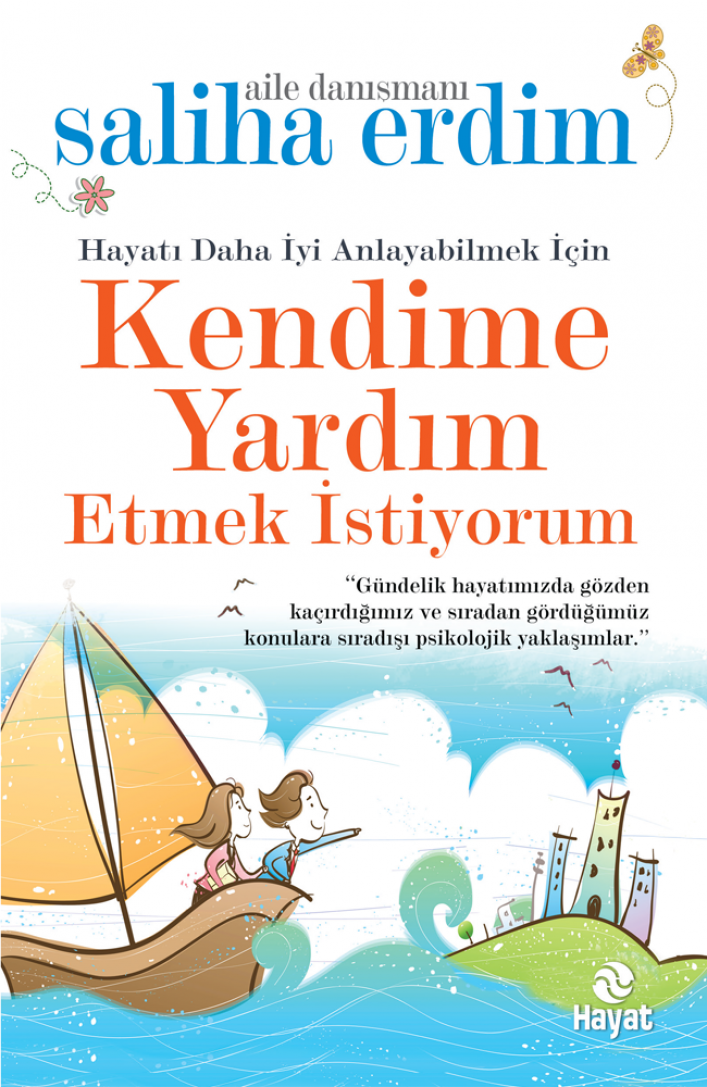 aile danışmanı
saliha erdim
Hayatı Daha İyi Anlayabilmek İçin
Kendime
Yardım
Etmek İstiyorum
“Gündelik hayatımızda gözden
kaçırdığımız ve sıradan gördüğümüz
konulara sıradışı psikolojik yaklaşımlar.”
Hayat